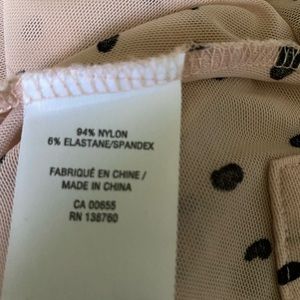 94% NYLON
6% ELASTANE/SPANDEX
FABRIQUÉ EN CHINE /
MADE IN CHINA
CA 00655
RN 138760